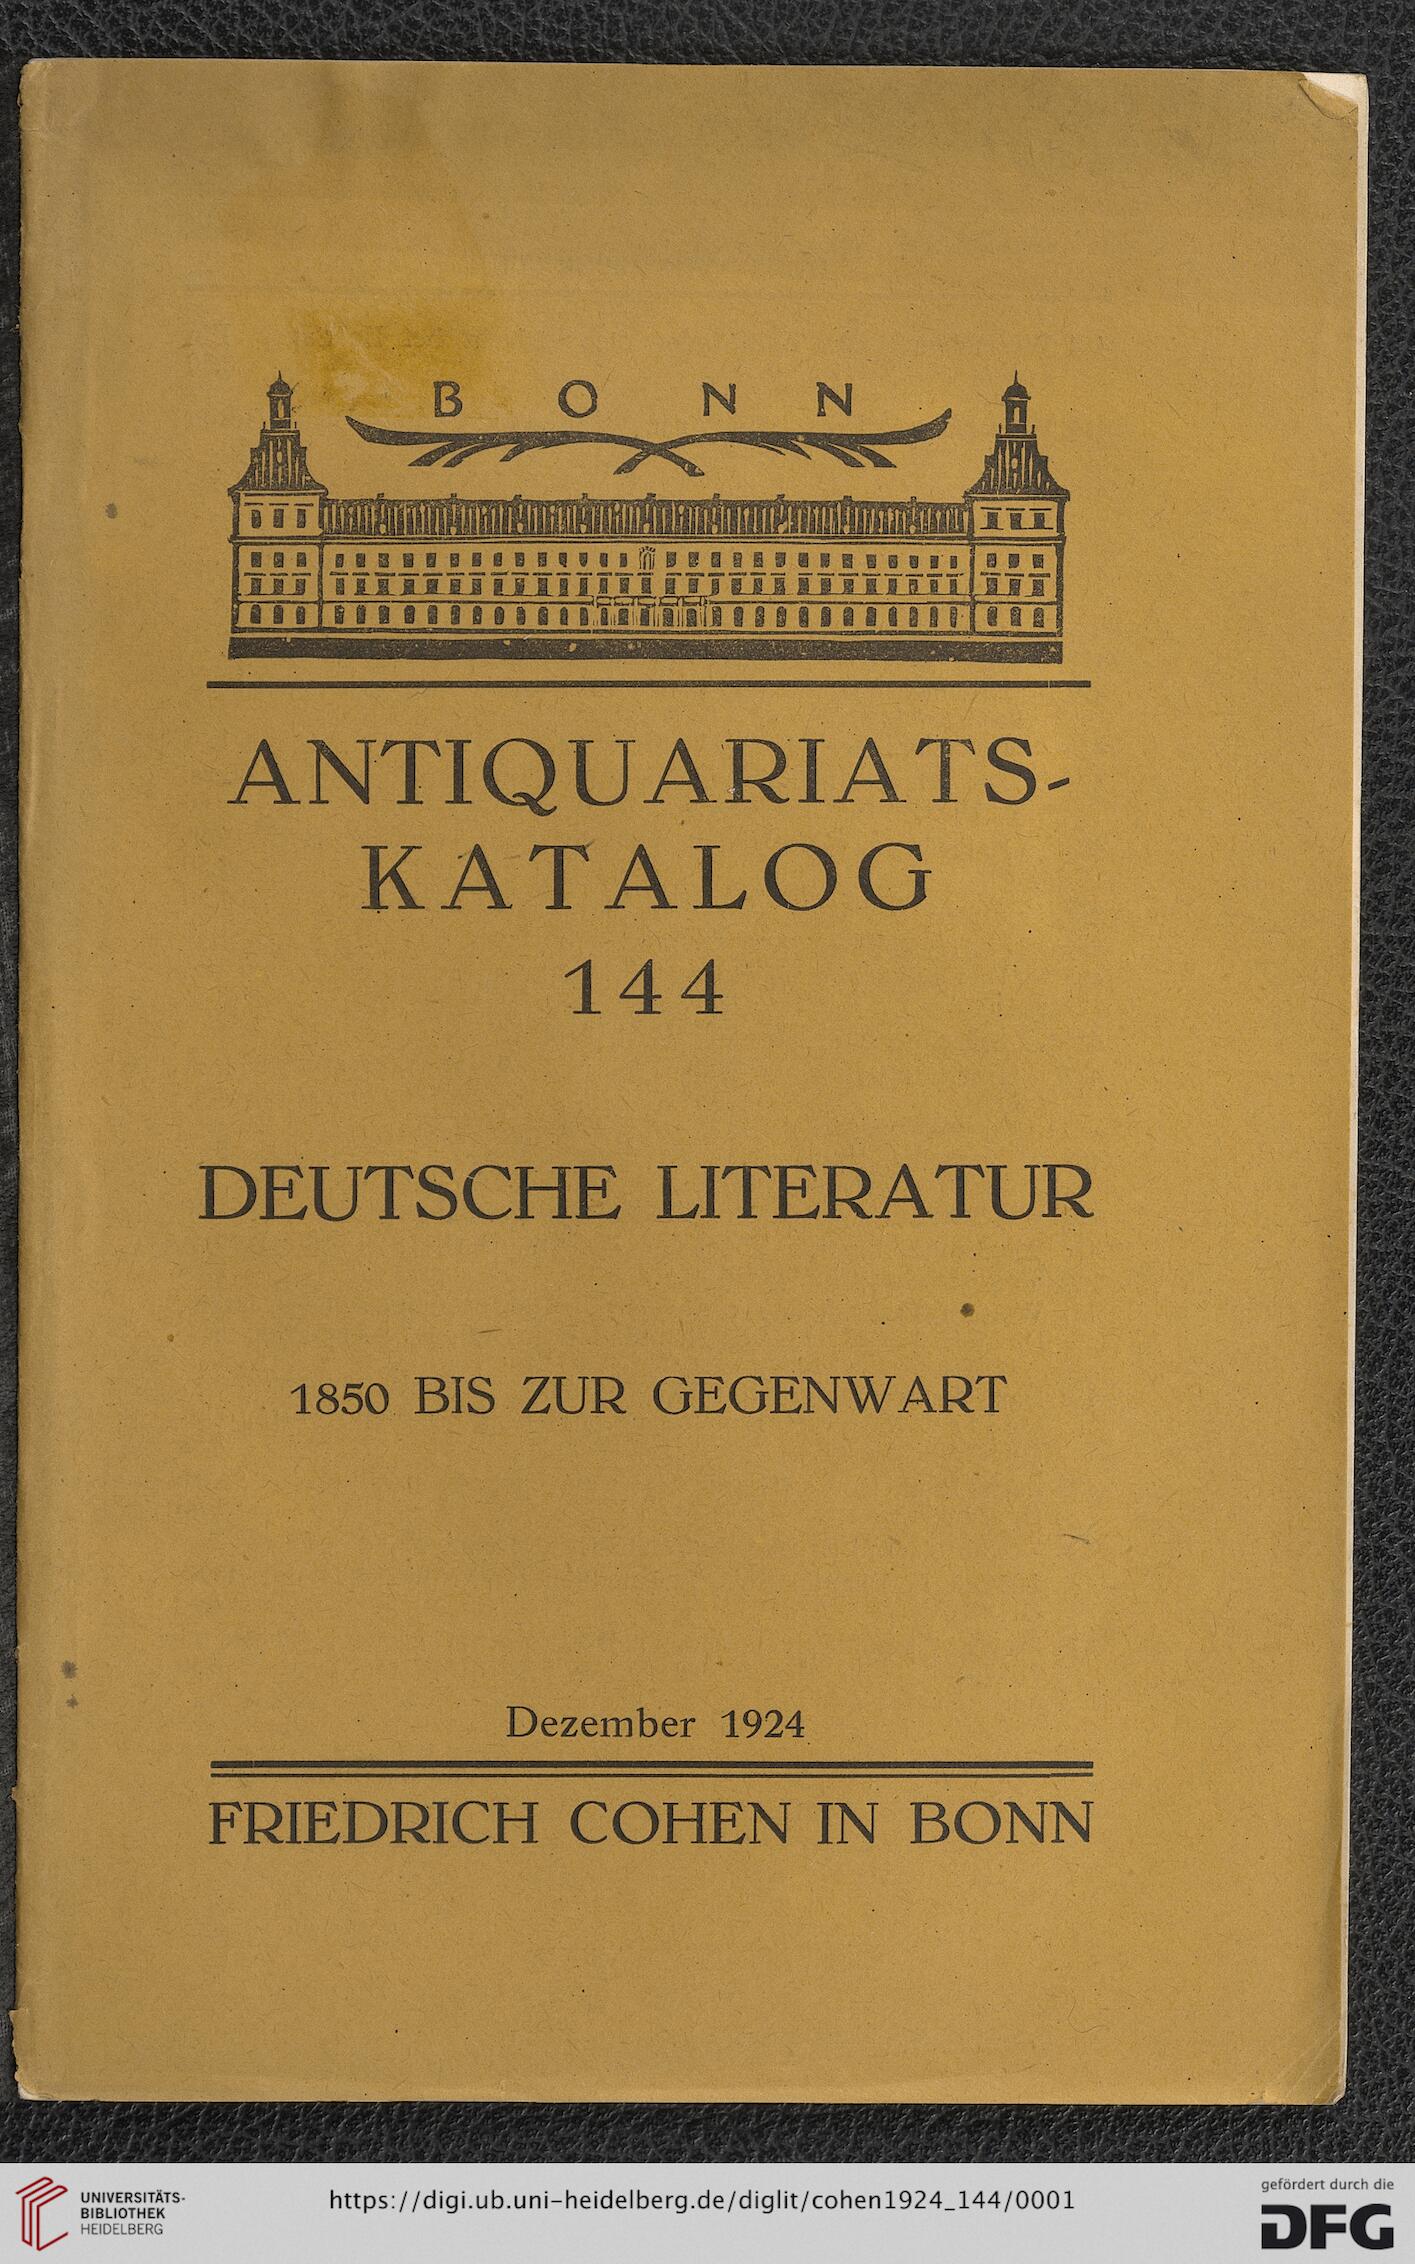 BONN
ANTIQUARIATS-
KATALOG
144
DEUTSCHE LITERATUR
1850 BIS ZUR GEGENWART
Dezember 1924
FRIEDRICH COHEN IN BONN
UNIVERSITÄTS-
BIBLIOTHEK
HEIDELBERG
https://digi.ub.uni-heidelberg.de/diglit/cohen1924_144/0001
gefördert durch die
DFG